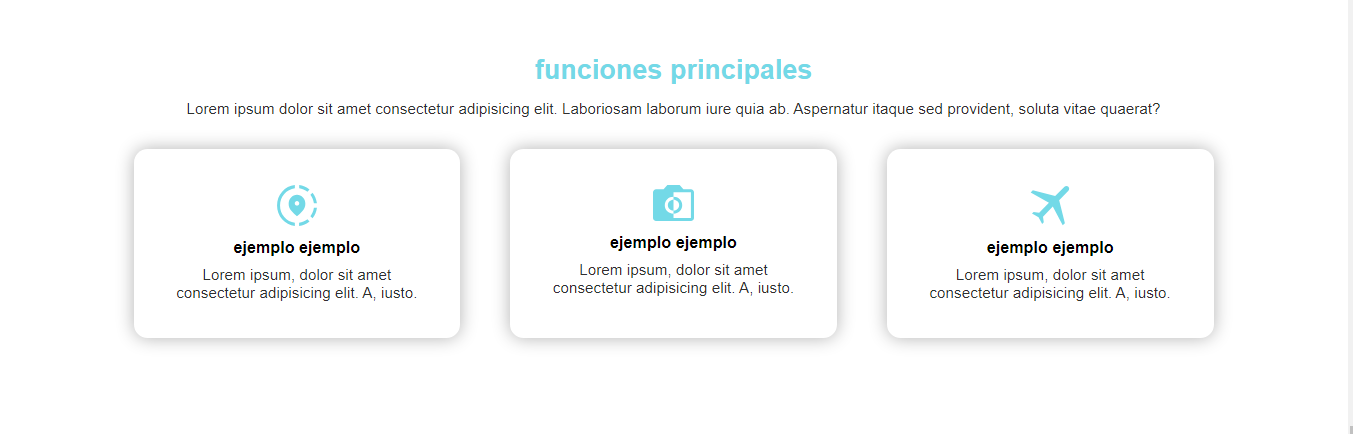 funciones principales
Lorem ipsum dolor sit amet consectetur adipisicing elit. Laboriosam laborum iure quia ab. Aspernatur itaque sed provident, soluta vitae quaerat?
ejemplo ejemplo
Lorem ipsum, dolor sit amet
consectetur adipisicing elit. A, iusto.
ejemplo ejemplo
Lorem ipsum, dolor sit amet
consectetur adipisicing elit. A, iusto.
ejemplo ejemplo
Lorem ipsum, dolor sit amet
consectetur adipisicing elit. A, iusto.